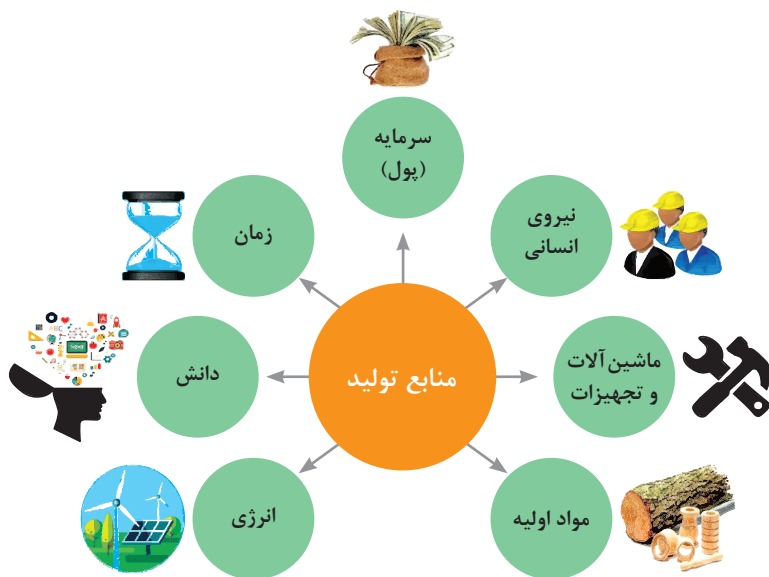 سرمایه
(پول)
نیروی
انسانی
زمان
ماشین‌آلات
و تجهیزات
منابع تولید
دانش
مواد اولیه
انرژی